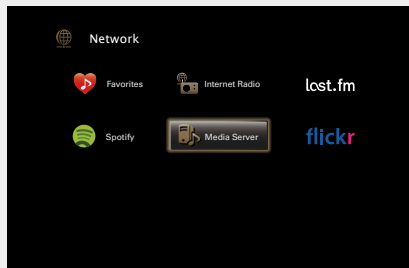 Network
Favorites
Internet Radio
last.fm
Spotify
Media Server
flickr